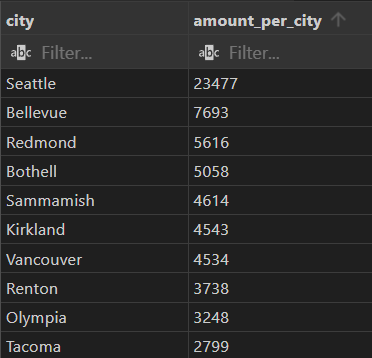 city amount_per_city
abc Filter... abc Filter...
Seattle 23477
Bellevue 7693
Redmond 5616
Bothell 5058
Sammamish 4614
Kirkland 4543
Vancouver 4534
Renton 3738
Olympia 3248
Tacoma 2799